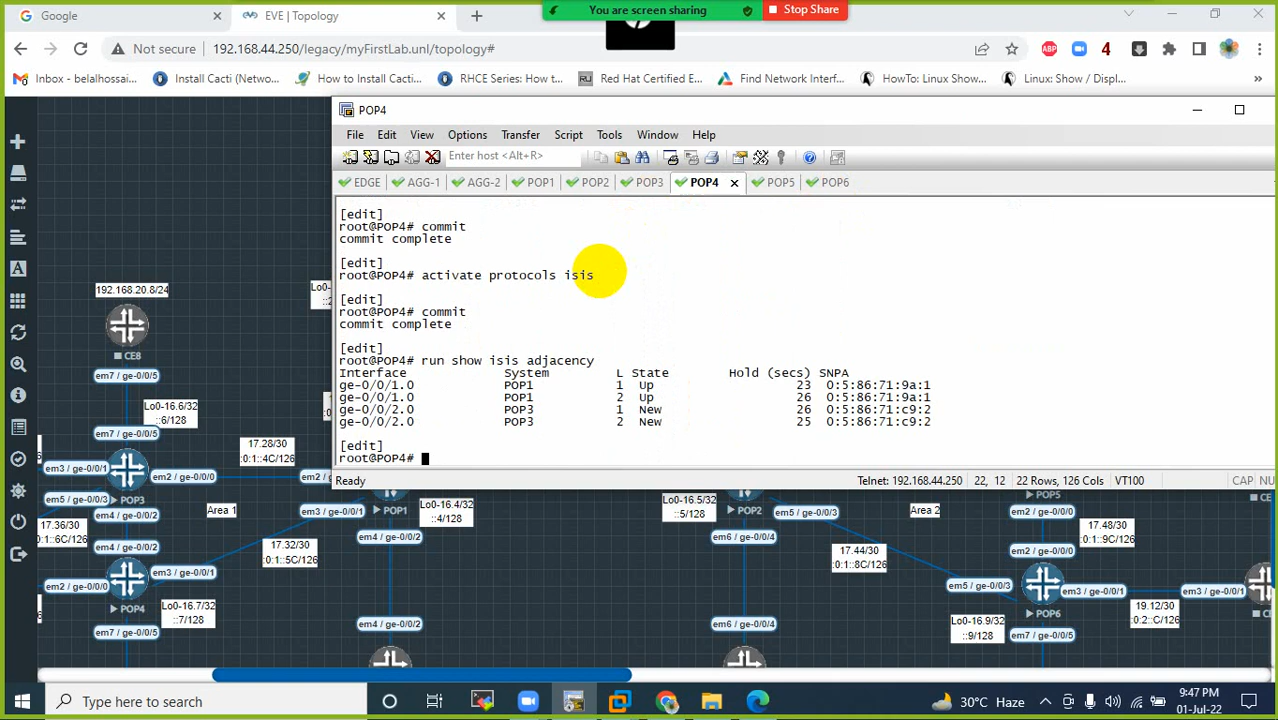 Google
EVE | Topology
You are screen sharing
Stop Share
Not secure
192.168.44.250/legacy/myFirstLab.unl/topology#
ABP
4
Inbox - belalhossai...
Install Cacti (Netwo...
How to Install Cacti...
RHCE Series: How t...
RU
Red Hat Certified E...
Find Network Interf...
HowTo: Linux Show...
Linux: Show / Displ...
»
POP4
File Edit View Options Transfer Script Tools Window Help
Enter host <Alt+R>
EDGE AGG-1 AGG-2 POP1 POP2 POP3 POP4 POP5 POP6
[edit]
root@POP4# commit
commit complete
[edit]
root@POP4# activate protocols isis
[edit]
root@POP4# commit
commit complete
[edit]
root@POP4# run show isis adjacency
Interface System L State Hold (secs) SNPA
ge-0/0/1.0 POP1 1 Up 23 0:5:86:71:9a:1
ge-0/0/1.0 POP1 2 Up 26 0:5:86:71:9a:1
ge-0/0/2.0 POP3 1 New 26 0:5:86:71:c9:2
ge-0/0/2.0 POP3 2 New 25 0:5:86:71:c9:2
[edit]
root@POP4#
Ready
Telnet: 192.168.44.250
22, 12
22 Rows, 126 Cols
VT100
CAP
NU
192.168.20.8/24
Lo0-
::2
CE8
em7 / ge-0/0/5
Lo0-16.6/32
::6/128
em7 / ge-0/0/5
17.28/30
:0:1::4C/126
em3 / ge-0/0/1
em2 / ge-0/0/0
em2
POP3
em5 / ge-0/0/3
em4 / ge-0/0/2
Area 1
em3 / ge-0/0/1
POP1
Lo0-16.4/32
::4/128
17.36/30
:0:1::6C/126
em4 / ge-0/0/2
17.32/30
:0:1::5C/126
em4 / ge-0/0/2
em2 / ge-0/0/0
em3 / ge-0/0/1
POP4
Lo0-16.7/32
::7/128
em7 / ge-0/0/5
em4 / ge-0/0/2
Lo0-16.5/32
::5/128
POP2
em5 / ge-0/0/3
em6 / ge-0/0/4
Area 2
17.44/30
:0:1::8C/126
POP5
em2 / ge-0/0/0
17.48/30
:0:1::9C/126
em2 / ge-0/0/0
em5 / ge-0/0/3
em3 / ge-0/0/1
em3 / ge-0/0/1
POP6
19.12/30
:0:2::C/126
Lo0-16.9/32
::9/128
em7 / ge-0/0/5
em6 / ge-0/0/4
Type here to search
30°C Haze
9:47 PM
01-Jul-22